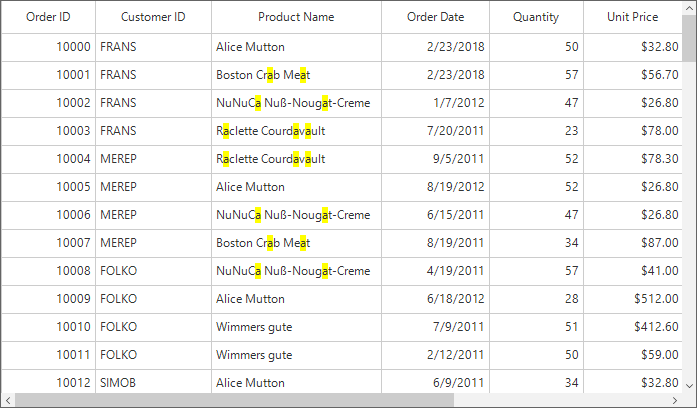 Order ID Customer ID Product Name Order Date Quantity Unit Price
10000 FRANS Alice Mutton 2/23/2018 50 $32.80
10001 FRANS Boston Crab Meat 2/23/2018 57 $56.70
10002 FRANS NuNuCa Nuß-Nougat-Creme 1/7/2012 47 $26.80
10003 FRANS Raclette Courdavault 7/20/2011 23 $78.00
10004 MEREP Raclette Courdavault 9/5/2011 52 $78.30
10005 MEREP Alice Mutton 8/19/2012 52 $26.80
10006 MEREP NuNuCa Nuß-Nougat-Creme 6/15/2011 47 $26.80
10007 MEREP Boston Crab Meat 8/19/2011 34 $87.00
10008 FOLKO NuNuCa Nuß-Nougat-Creme 4/19/2011 57 $41.00
10009 FOLKO Alice Mutton 6/18/2012 28 $512.00
10010 FOLKO Wimmers gute 7/9/2011 51 $412.60
10011 FOLKO Wimmers gute 2/12/2011 50 $59.00
10012 SIMOB Alice Mutton 6/9/2011 34 $32.80